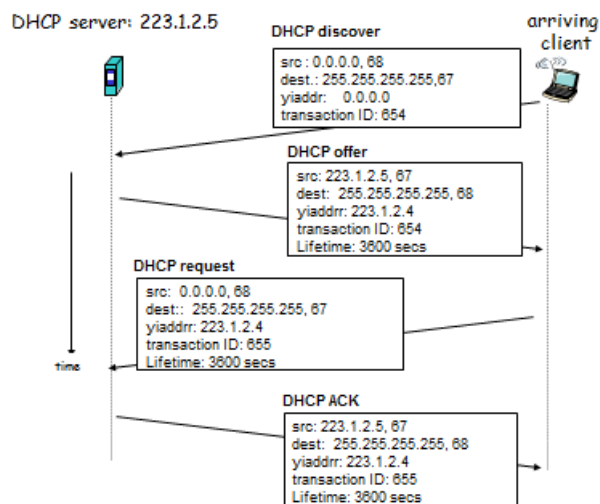 DHCP server: 223.1.2.5
DHCP discover
arriving
client
src : 0.0.0.0, 68
dest.: 255.255.255.255,67
yiaddr: 0.0.0.0
transaction ID: 654
DHCP offer
src: 223.1.2.5, 67
dest: 255.255.255.255, 68
yiaddrr: 223.1.2.4
transaction ID: 654
Lifetime: 3600 secs
DHCP request
src: 0.0.0.0, 68
dest:: 255.255.255.255, 67
yiaddrr: 223.1.2.4
transaction ID: 655
Lifetime: 3600 secs
time
DHCP ACK
src: 223.1.2.5, 67
dest: 255.255.255.255, 68
yiaddrr: 223.1.2.4
transaction ID: 655
Lifetime: 3600 secs